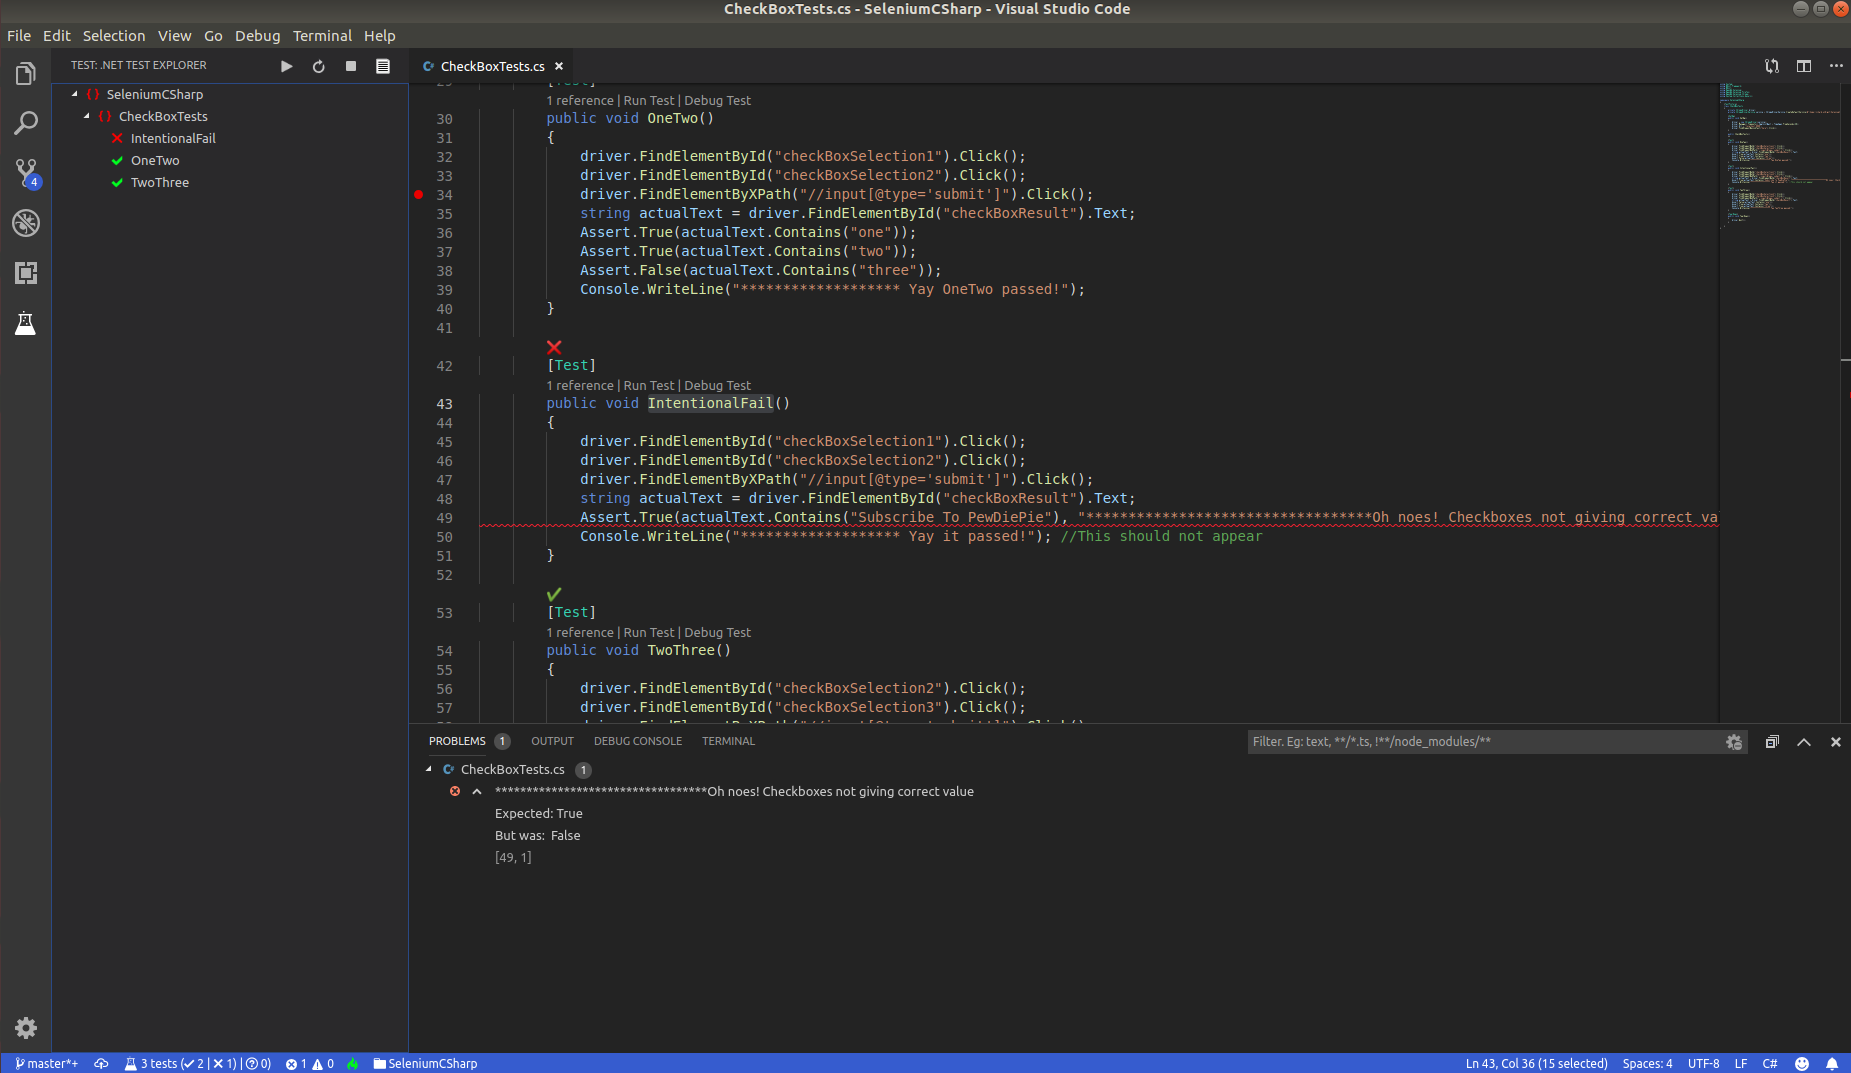 CheckBoxTests.cs - SeleniumCSharp - Visual Studio Code
File Edit Selection View Go Debug Terminal Help
TEST: .NET TEST EXPLORER
SeleniumCSharp
CheckBoxTests
IntentionalFail
OneTwo
TwoThree
4
CheckBoxTests.cs
1 reference | Run Test | Debug Test
30 public void OneTwo()
31 {
32 driver.FindElementById("checkBoxSelection1").Click();
33 driver.FindElementById("checkBoxSelection2").Click();
34 driver.FindElementByXPath("//input[@type='submit']").Click();
35 string actualText = driver.FindElementById("checkBoxResult").Text;
36 Assert.True(actualText.Contains("one"));
37 Assert.True(actualText.Contains("two"));
38 Assert.False(actualText.Contains("three"));
39 Console.WriteLine("******************* Yay OneTwo passed!");
40 }
41
42 [Test]
1 reference | Run Test | Debug Test
43 public void IntentionalFail()
44 {
45 driver.FindElementById("checkBoxSelection1").Click();
46 driver.FindElementById("checkBoxSelection2").Click();
47 driver.FindElementByXPath("//input[@type='submit']").Click();
48 string actualText = driver.FindElementById("checkBoxResult").Text;
49 Assert.True(actualText.Contains("Subscribe To PewDiePie"), "**********************************Oh noes! Checkboxes not giving correct va
50 Console.WriteLine("******************* Yay it passed!"); //This should not appear
51 }
52
53 [Test]
1 reference | Run Test | Debug Test
54 public void TwoThree()
55 {
56 driver.FindElementById("checkBoxSelection2").Click();
57 driver.FindElementById("checkBoxSelection3").Click();
PROBLEMS 1 OUTPUT DEBUG CONSOLE TERMINAL
Filter. Eg: text, **/*.ts, !**/node_modules/**
CheckBoxTests.cs 1
**********************************Oh noes! Checkboxes not giving correct value
Expected: True
But was: False
[49, 1]
master*+ 3 tests (✓ 2 | ✕ 1) | ? 0) 1 0 SeleniumCSharp
Ln 43, Col 36 (15 selected) Spaces: 4 UTF-8 LF C#